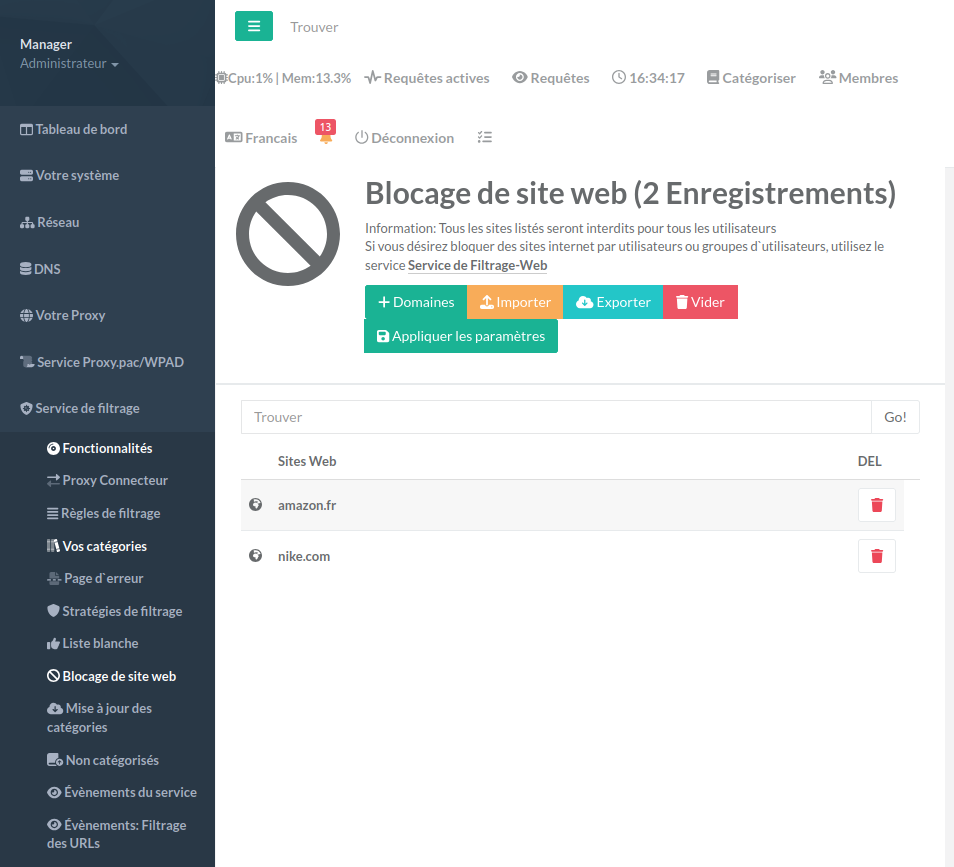 Manager
Administrateur
Tableau de bord
Votre système
Réseau
DNS
Votre Proxy
Service Proxy.pac/WPAD
Service de filtrage
Fonctionnalités
Proxy Connecteur
Règles de filtrage
Vos catégories
Page d`erreur
Stratégies de filtrage
Liste blanche
Blocage de site web
Mise à jour des
catégories
Non catégorisés
Évènements du service
Évènements: Filtrage
des URLs
Trouver
Cpu:1% | Mem:13.3% Requêtes actives Requêtes 16:34:17 Catégoriser Membres
Francais 13 Déconnexion
Blocage de site web (2 Enregistrements)
Information: Tous les sites listés seront interdits pour tous les utilisateurs
Si vous désirez bloquer des sites internet par utilisateurs ou groupes d`utilisateurs, utilisez le
service Service de Filtrage-Web
Domaines Importer Exporter Vider
Appliquer les paramètres
Trouver Go!
Sites Web DEL
amazon.fr
nike.com